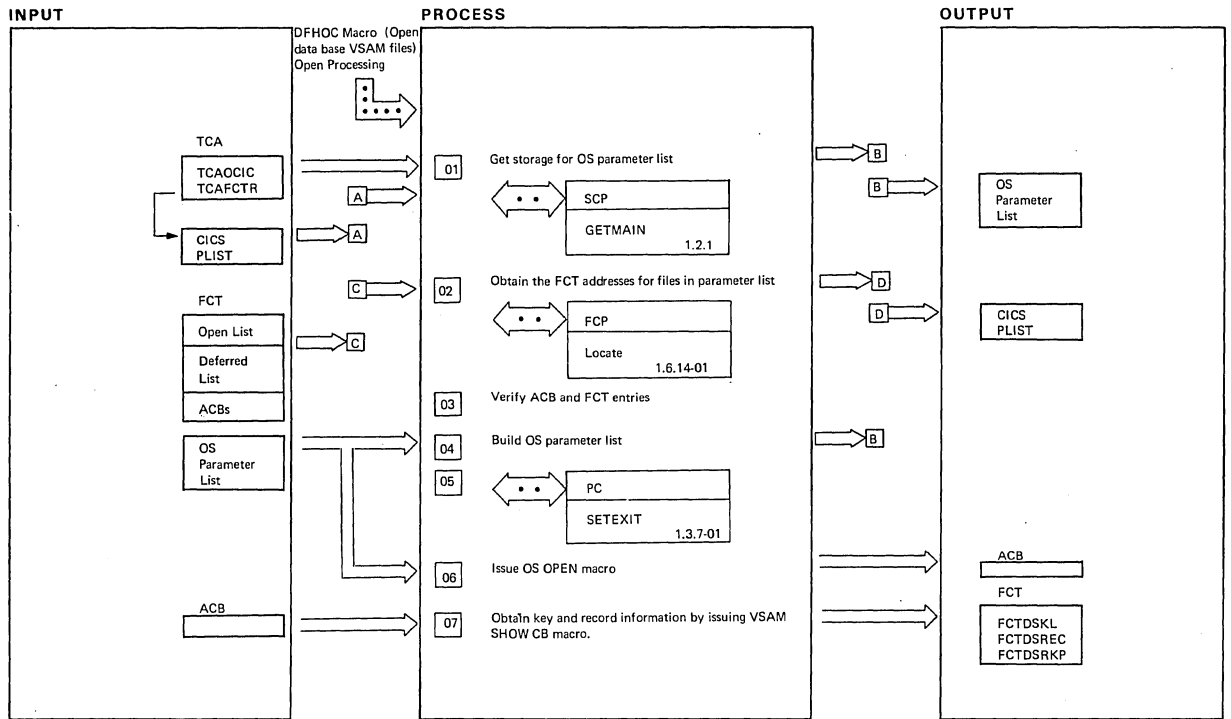 INPUT
PROCESS
OUTPUT
DFHOC Macro (Open
data base VSAM files)
Open Processing
TCA
TCAOCIC
TCAFCTR
01
Get storage for OS parameter list
B
A
B
OS
Parameter
List
SCP
GETMAIN
1.2.1
CICS
PLIST
A
C
02
Obtain the FCT addresses for files in parameter list
D
D
CICS
PLIST
FCT
Open List
Deferred
List
ACBs
C
FCP
Locate
1.6.14-01
03
Verify ACB and FCT entries
OS
Parameter
List
04
Build OS parameter list
B
05
PC
SETEXIT
1.3.7-01
06
Issue OS OPEN macro
ACB
FCT
ACB
07
Obtain key and record information by issuing VSAM
SHOW CB macro.
FCTDSKL
FCTDSREC
FCTDSRKP